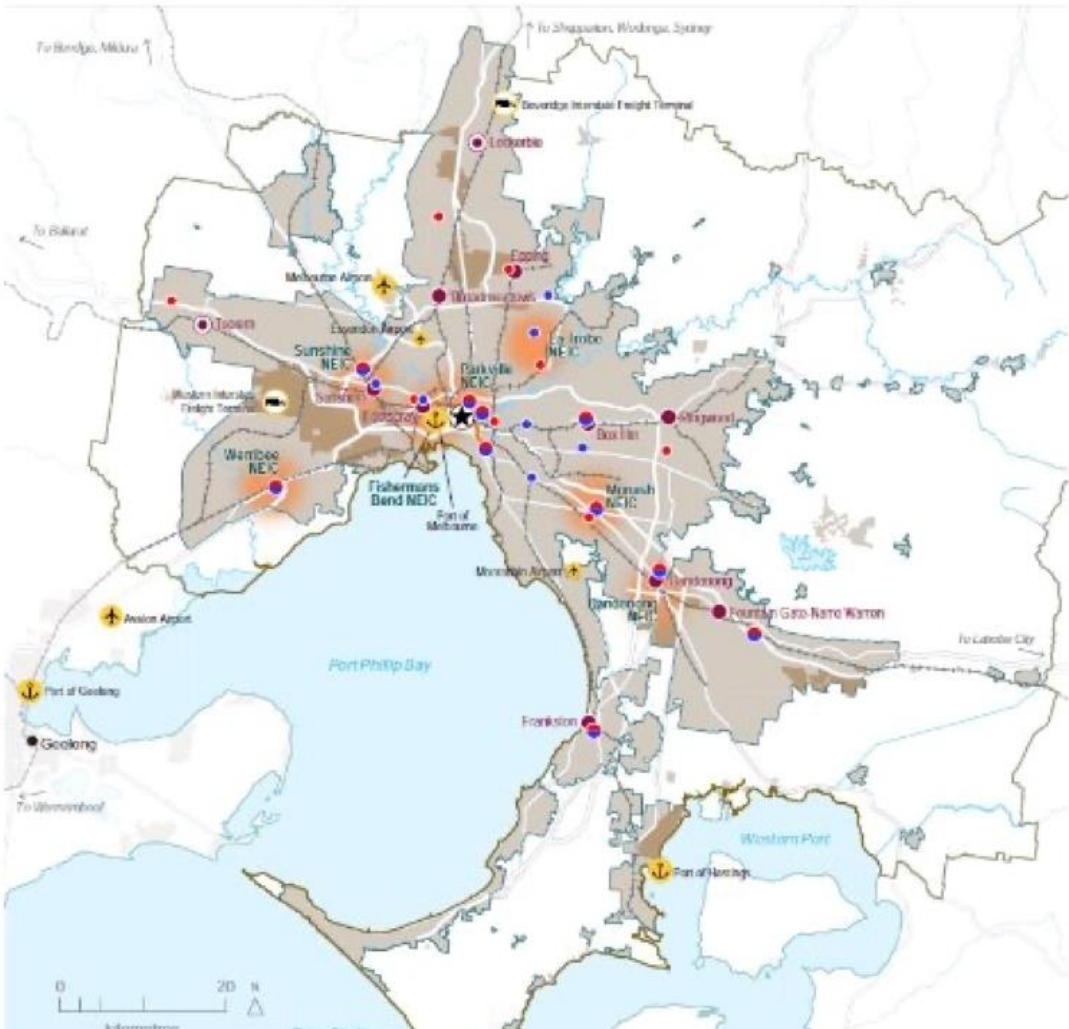 To Shepparton, Wodonga, Sydney
To Bendigo, Mildura
Beveridge Interstate Freight Terminal
Lockerbie
To Ballarat
Epping
Melbourne Airport
Broadmeadows
Toolern
Essendon Airport
La Trobe
NEIC
Sunshine
NEIC
Parkville
NEIC
Sunshine
Western Interstate
Freight Terminal
Footscray
Ringwood
Box Hill
Werribee
NEIC
Fishermans
Bend NEIC
Port of
Melbourne
Monash
NEIC
Moorabbin Airport
Dandenong
Dandenong
NEIC
Fountain Gate-Narre Warren
Avalon Airport
To Latrobe City
Port Phillip Bay
Port of Geelong
Frankston
Geelong
To Warrnambool
Western Port
Port of Hastings
0 20 N
kilometres